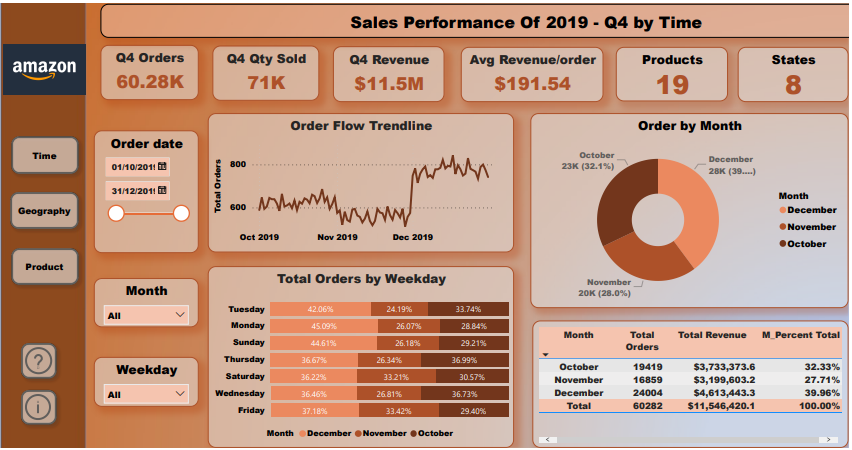 Sales Performance Of 2019 - Q4 by Time
amazon
Q4 Orders
60.28K
Q4 Qty Sold
71K
Q4 Revenue
$11.5M
Avg Revenue/order
$191.54
Products
19
States
8
Time
Geography
Product
?
i
Order date
01/10/201
31/12/201
Month
All
Weekday
All
Order Flow Trendline
Total Orders
800
600
Oct 2019 Nov 2019 Dec 2019
Order by Month
October
23K (32.1%)
December
28K (39....)
November
20K (28.0%)
Month
December
November
October
Total Orders by Weekday
Tuesday 42.06% 24.19% 33.74%
Monday 45.09% 26.07% 28.84%
Sunday 44.61% 26.18% 29.21%
Thursday 36.67% 26.34% 36.99%
Saturday 36.22% 33.21% 30.57%
Wednesday 36.46% 26.81% 36.73%
Friday 37.18% 33.42% 29.40%
Month December November October
Month Total Orders Total Revenue M_Percent Total
October 19419 $3,733,373.6 32.33%
November 16859 $3,199,603.2 27.71%
December 24004 $4,613,443.3 39.96%
Total 60282 $11,546,420.1 100.00%